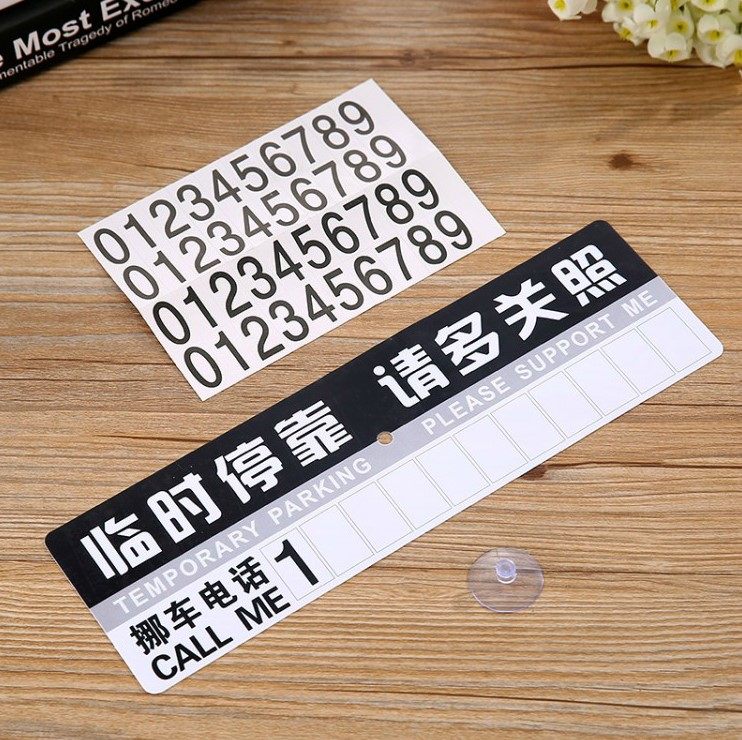 Most Ex
mentable Tragedy of Romeo
0123456789
0123456789
0123456789
0123456789
临时停靠 请多关照
TEMPORARY PARKING PLEASE SUPPORT ME
挪车电话 1
CALL ME